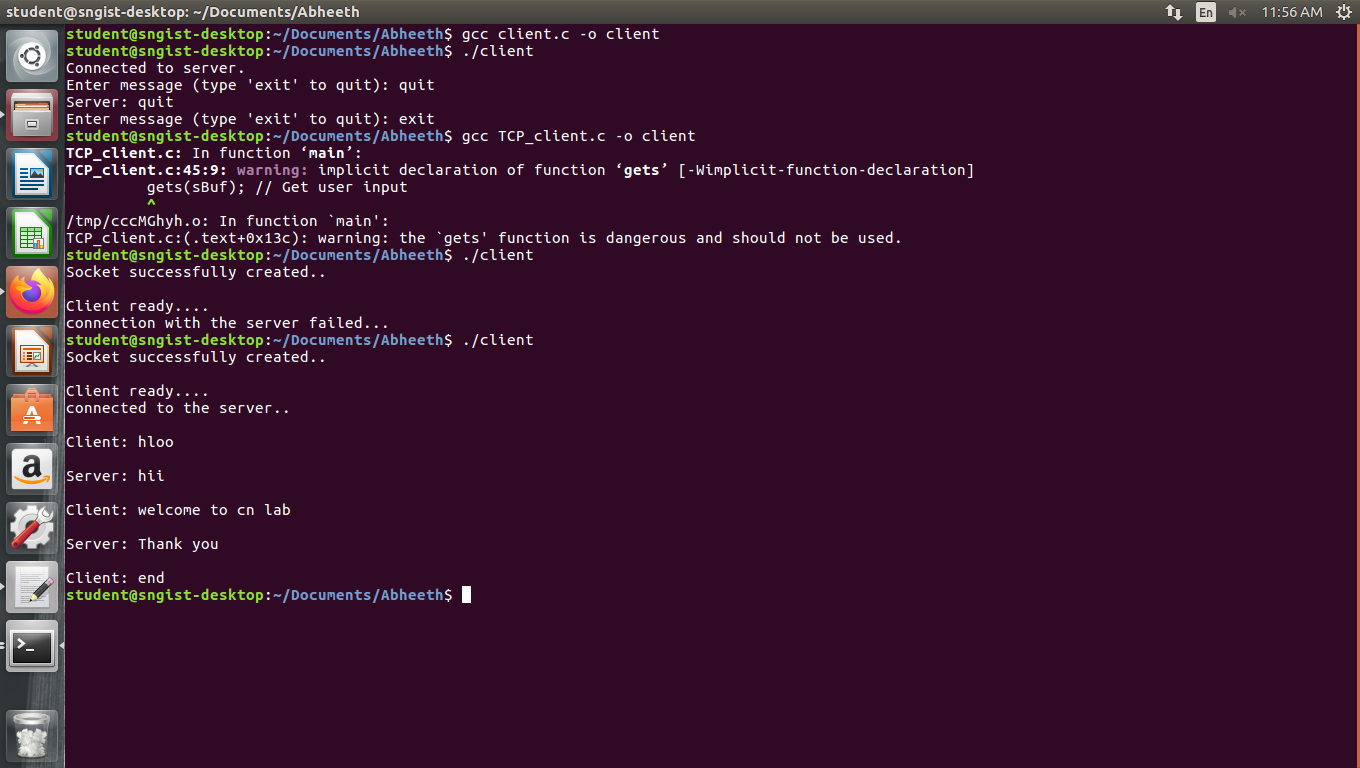 student@sngist-desktop: ~/Documents/Abheeth
En
11:56 AM
student@sngist-desktop:~/Documents/Abheeth$ gcc client.c -o client
student@sngist-desktop:~/Documents/Abheeth$ ./client
Connected to server.
Enter message (type 'exit' to quit): quit
Server: quit
Enter message (type 'exit' to quit): exit
student@sngist-desktop:~/Documents/Abheeth$ gcc TCP_client.c -o client
TCP_client.c: In function ‘main’:
TCP_client.c:45:9: warning: implicit declaration of function ‘gets’ [-Wimplicit-function-declaration]
gets(sBuf); // Get user input
^
/tmp/cccMGhyh.o: In function `main':
TCP_client.c:(.text+0x13c): warning: the `gets' function is dangerous and should not be used.
student@sngist-desktop:~/Documents/Abheeth$ ./client
Socket successfully created..
Client ready....
connection with the server failed...
student@sngist-desktop:~/Documents/Abheeth$ ./client
Socket successfully created..
Client ready....
connected to the server..
Client: hloo
Server: hii
Client: welcome to cn lab
Server: Thank you
Client: end
student@sngist-desktop:~/Documents/Abheeth$